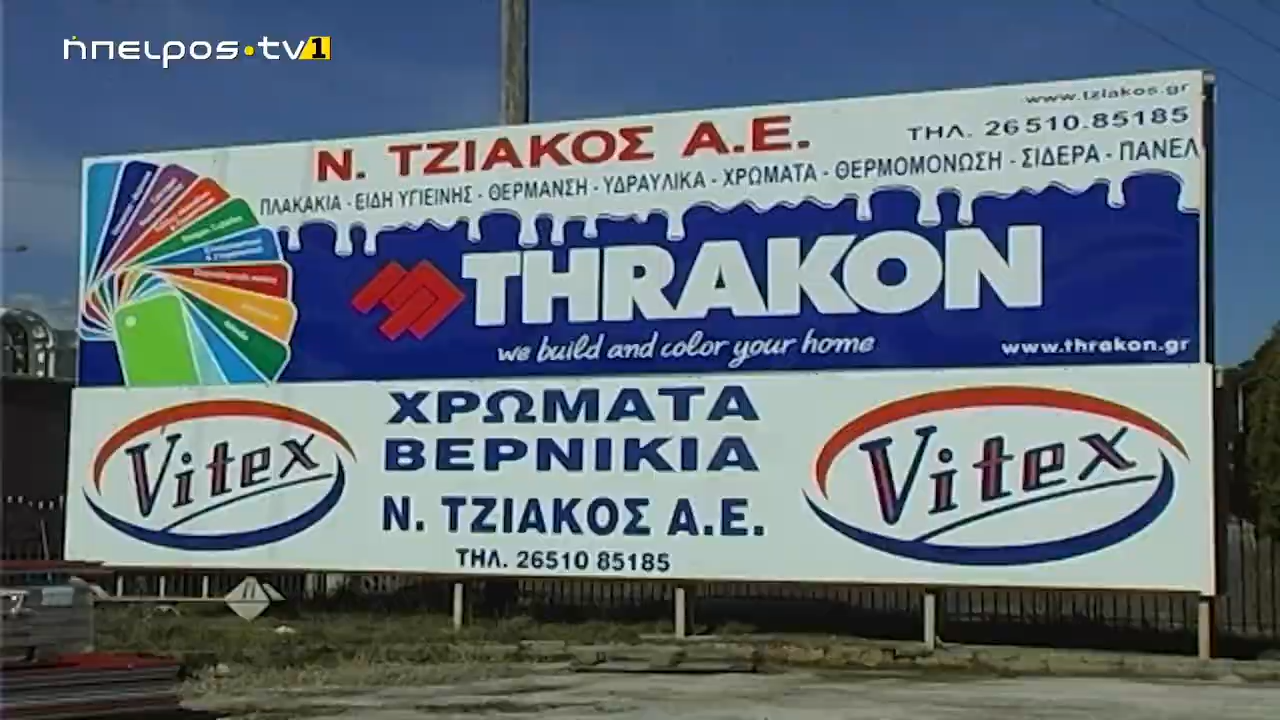 ήπειρος•tv1
www.tziakos.gr
Ν. ΤΖΙΑΚΟΣ Α.Ε.
ΤΗΛ. 26510.85185
ΠΛΑΚΑΚΙΑ - ΕΙΔΗ ΥΓΙΕΙΝΗΣ - ΘΕΡΜΑΝΣΗ - ΥΔΡΑΥΛΙΚΑ - ΧΡΩΜΑΤΑ - ΘΕΡΜΟΜΟΝΩΣΗ - ΣΙΔΕΡΑ - ΠΑΝΕΛ
THRAKON
we build and color your home
www.thrakon.gr
Vitex
ΧΡΩΜΑΤΑ
ΒΕΡΝΙΚΙΑ
Ν. ΤΖΙΑΚΟΣ Α.Ε.
ΤΗΛ. 26510 85185
Vitex